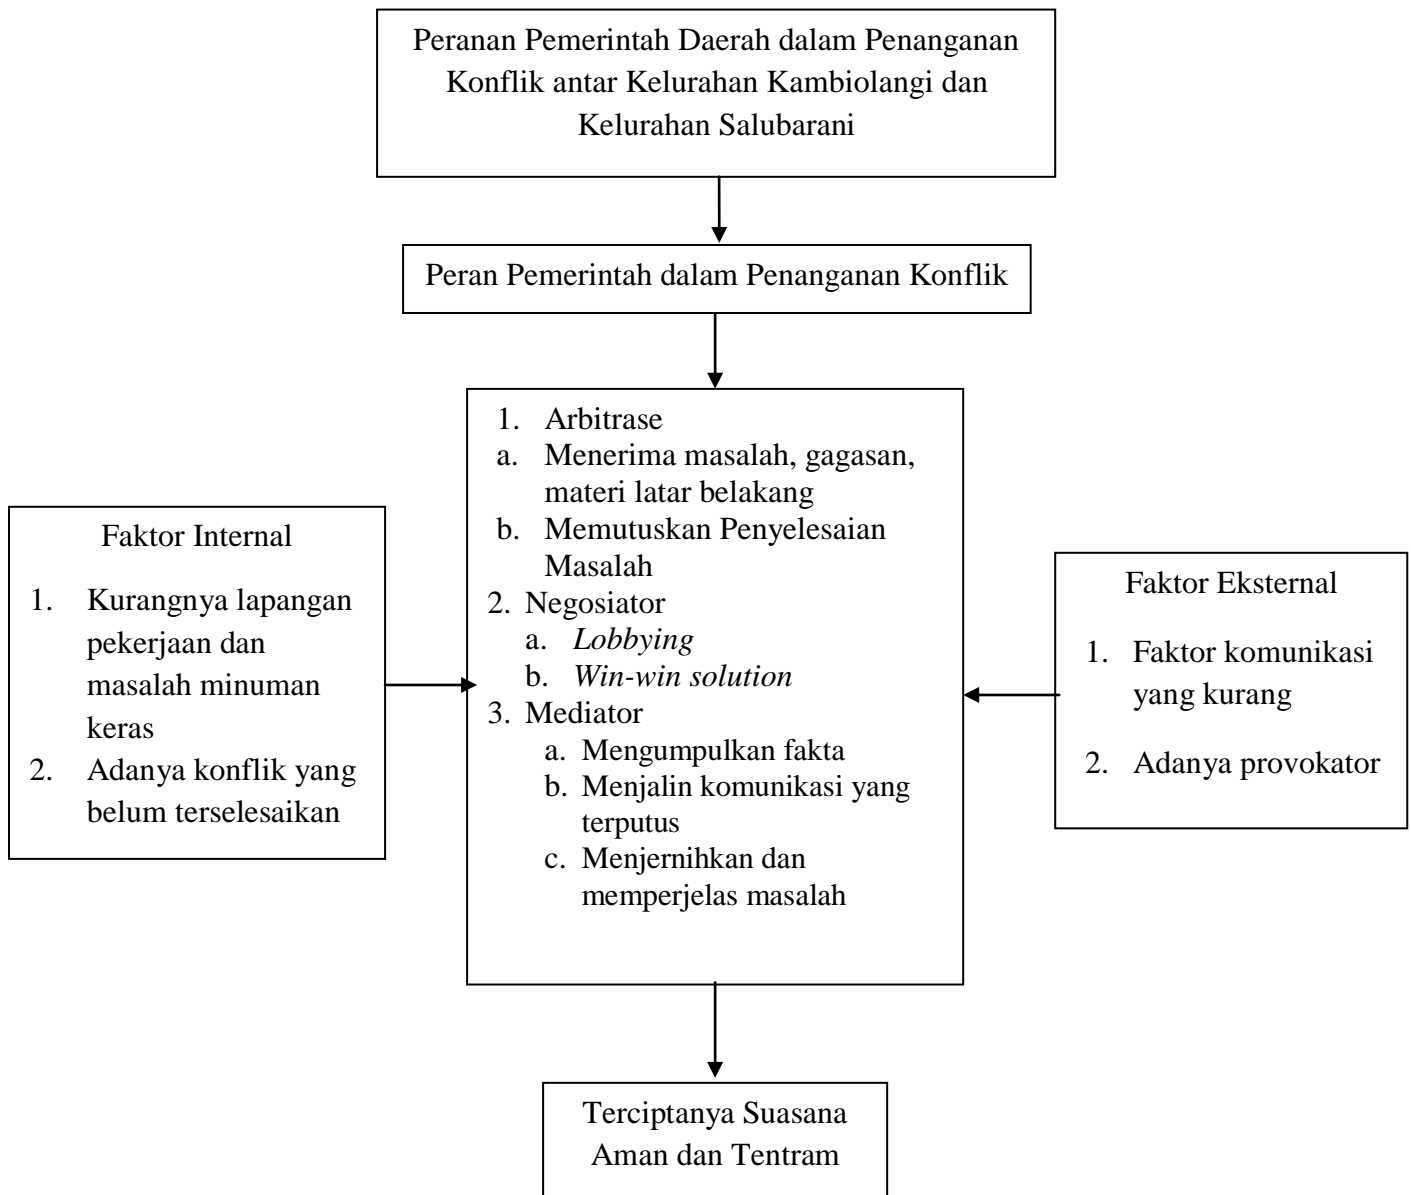 Peranan Pemerintah Daerah dalam Penanganan
Konflik antar Kelurahan Kambiolangi dan
Kelurahan Salubarani
Peran Pemerintah dalam Penanganan Konflik
1. Arbitrase
a. Menerima masalah, gagasan,
materi latar belakang
b. Memutuskan Penyelesaian
Masalah
2. Negosiator
a. Lobbying
b. Win-win solution
3. Mediator
a. Mengumpulkan fakta
b. Menjalin komunikasi yang
terputus
c. Menjernihkan dan
memperjelas masalah
Faktor Internal
1. Kurangnya lapangan
pekerjaan dan
masalah minuman
keras
2. Adanya konflik yang
belum terselesaikan
Faktor Eksternal
1. Faktor komunikasi
yang kurang
2. Adanya provokator
Terciptanya Suasana
Aman dan Tentram